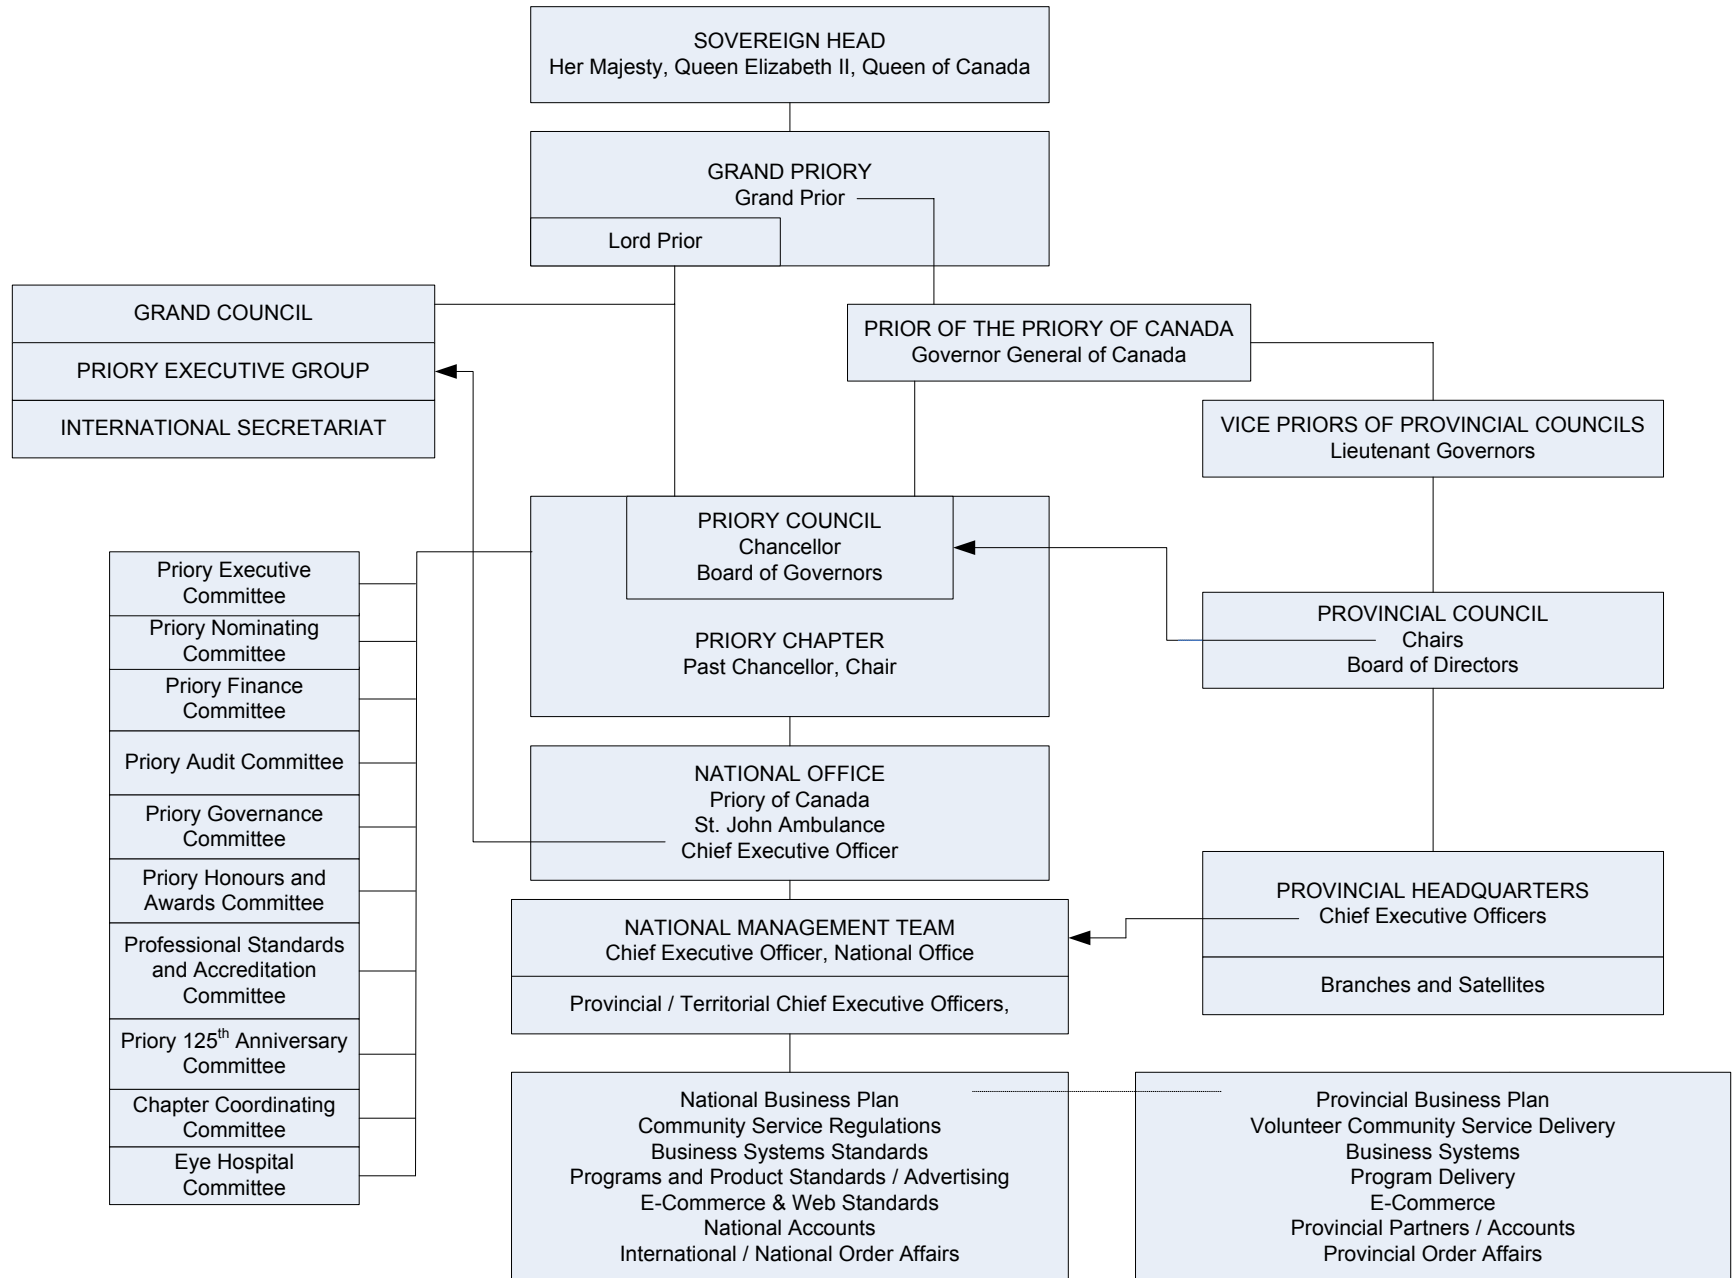 SOVEREIGN HEAD
Her Majesty, Queen Elizabeth II, Queen of Canada
GRAND PRIORY
Grand Prior
Lord Prior
GRAND COUNCIL
PRIORY EXECUTIVE GROUP
INTERNATIONAL SECRETARIAT
PRIOR OF THE PRIORY OF CANADA
Governor General of Canada
VICE PRIORS OF PROVINCIAL COUNCILS
Lieutenant Governors
PRIORY COUNCIL
Chancellor
Board of Governors
PRIORY CHAPTER
Past Chancellor, Chair
PROVINCIAL COUNCIL
Chairs
Board of Directors
Priory Executive
Committee
Priory Nominating
Committee
Priory Finance
Committee
Priory Audit Committee
Priory Governance
Committee
Priory Honours and
Awards Committee
Professional Standards
and Accreditation
Committee
Priory 125th Anniversary
Committee
Chapter Coordinating
Committee
Eye Hospital
Committee
NATIONAL OFFICE
Priory of Canada
St. John Ambulance
Chief Executive Officer
NATIONAL MANAGEMENT TEAM
Chief Executive Officer, National Office
Provincial / Territorial Chief Executive Officers,
PROVINCIAL HEADQUARTERS
Chief Executive Officers
Branches and Satellites
National Business Plan
Community Service Regulations
Business Systems Standards
Programs and Product Standards / Advertising
E-Commerce & Web Standards
National Accounts
International / National Order Affairs
Provincial Business Plan
Volunteer Community Service Delivery
Business Systems
Program Delivery
E-Commerce
Provincial Partners / Accounts
Provincial Order Affairs